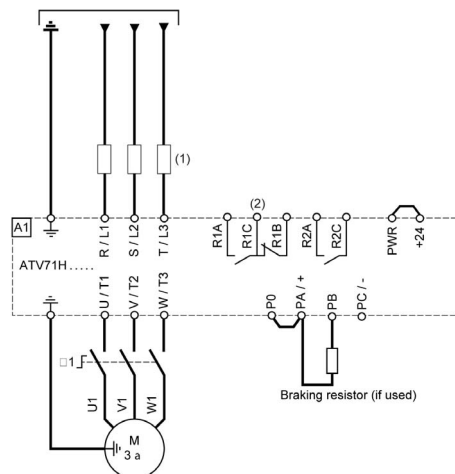 (1)
(2)
A1
R / L1
S / L2
T / L3
R1A
R1C
R1B
R2A
R2C
PWR
+24
ATV71H.....
U / T1
V / T2
W / T3
P0
PA / +
PB
PC / -
□1
U1
V1
W1
Braking resistor (if used)
M
3 a